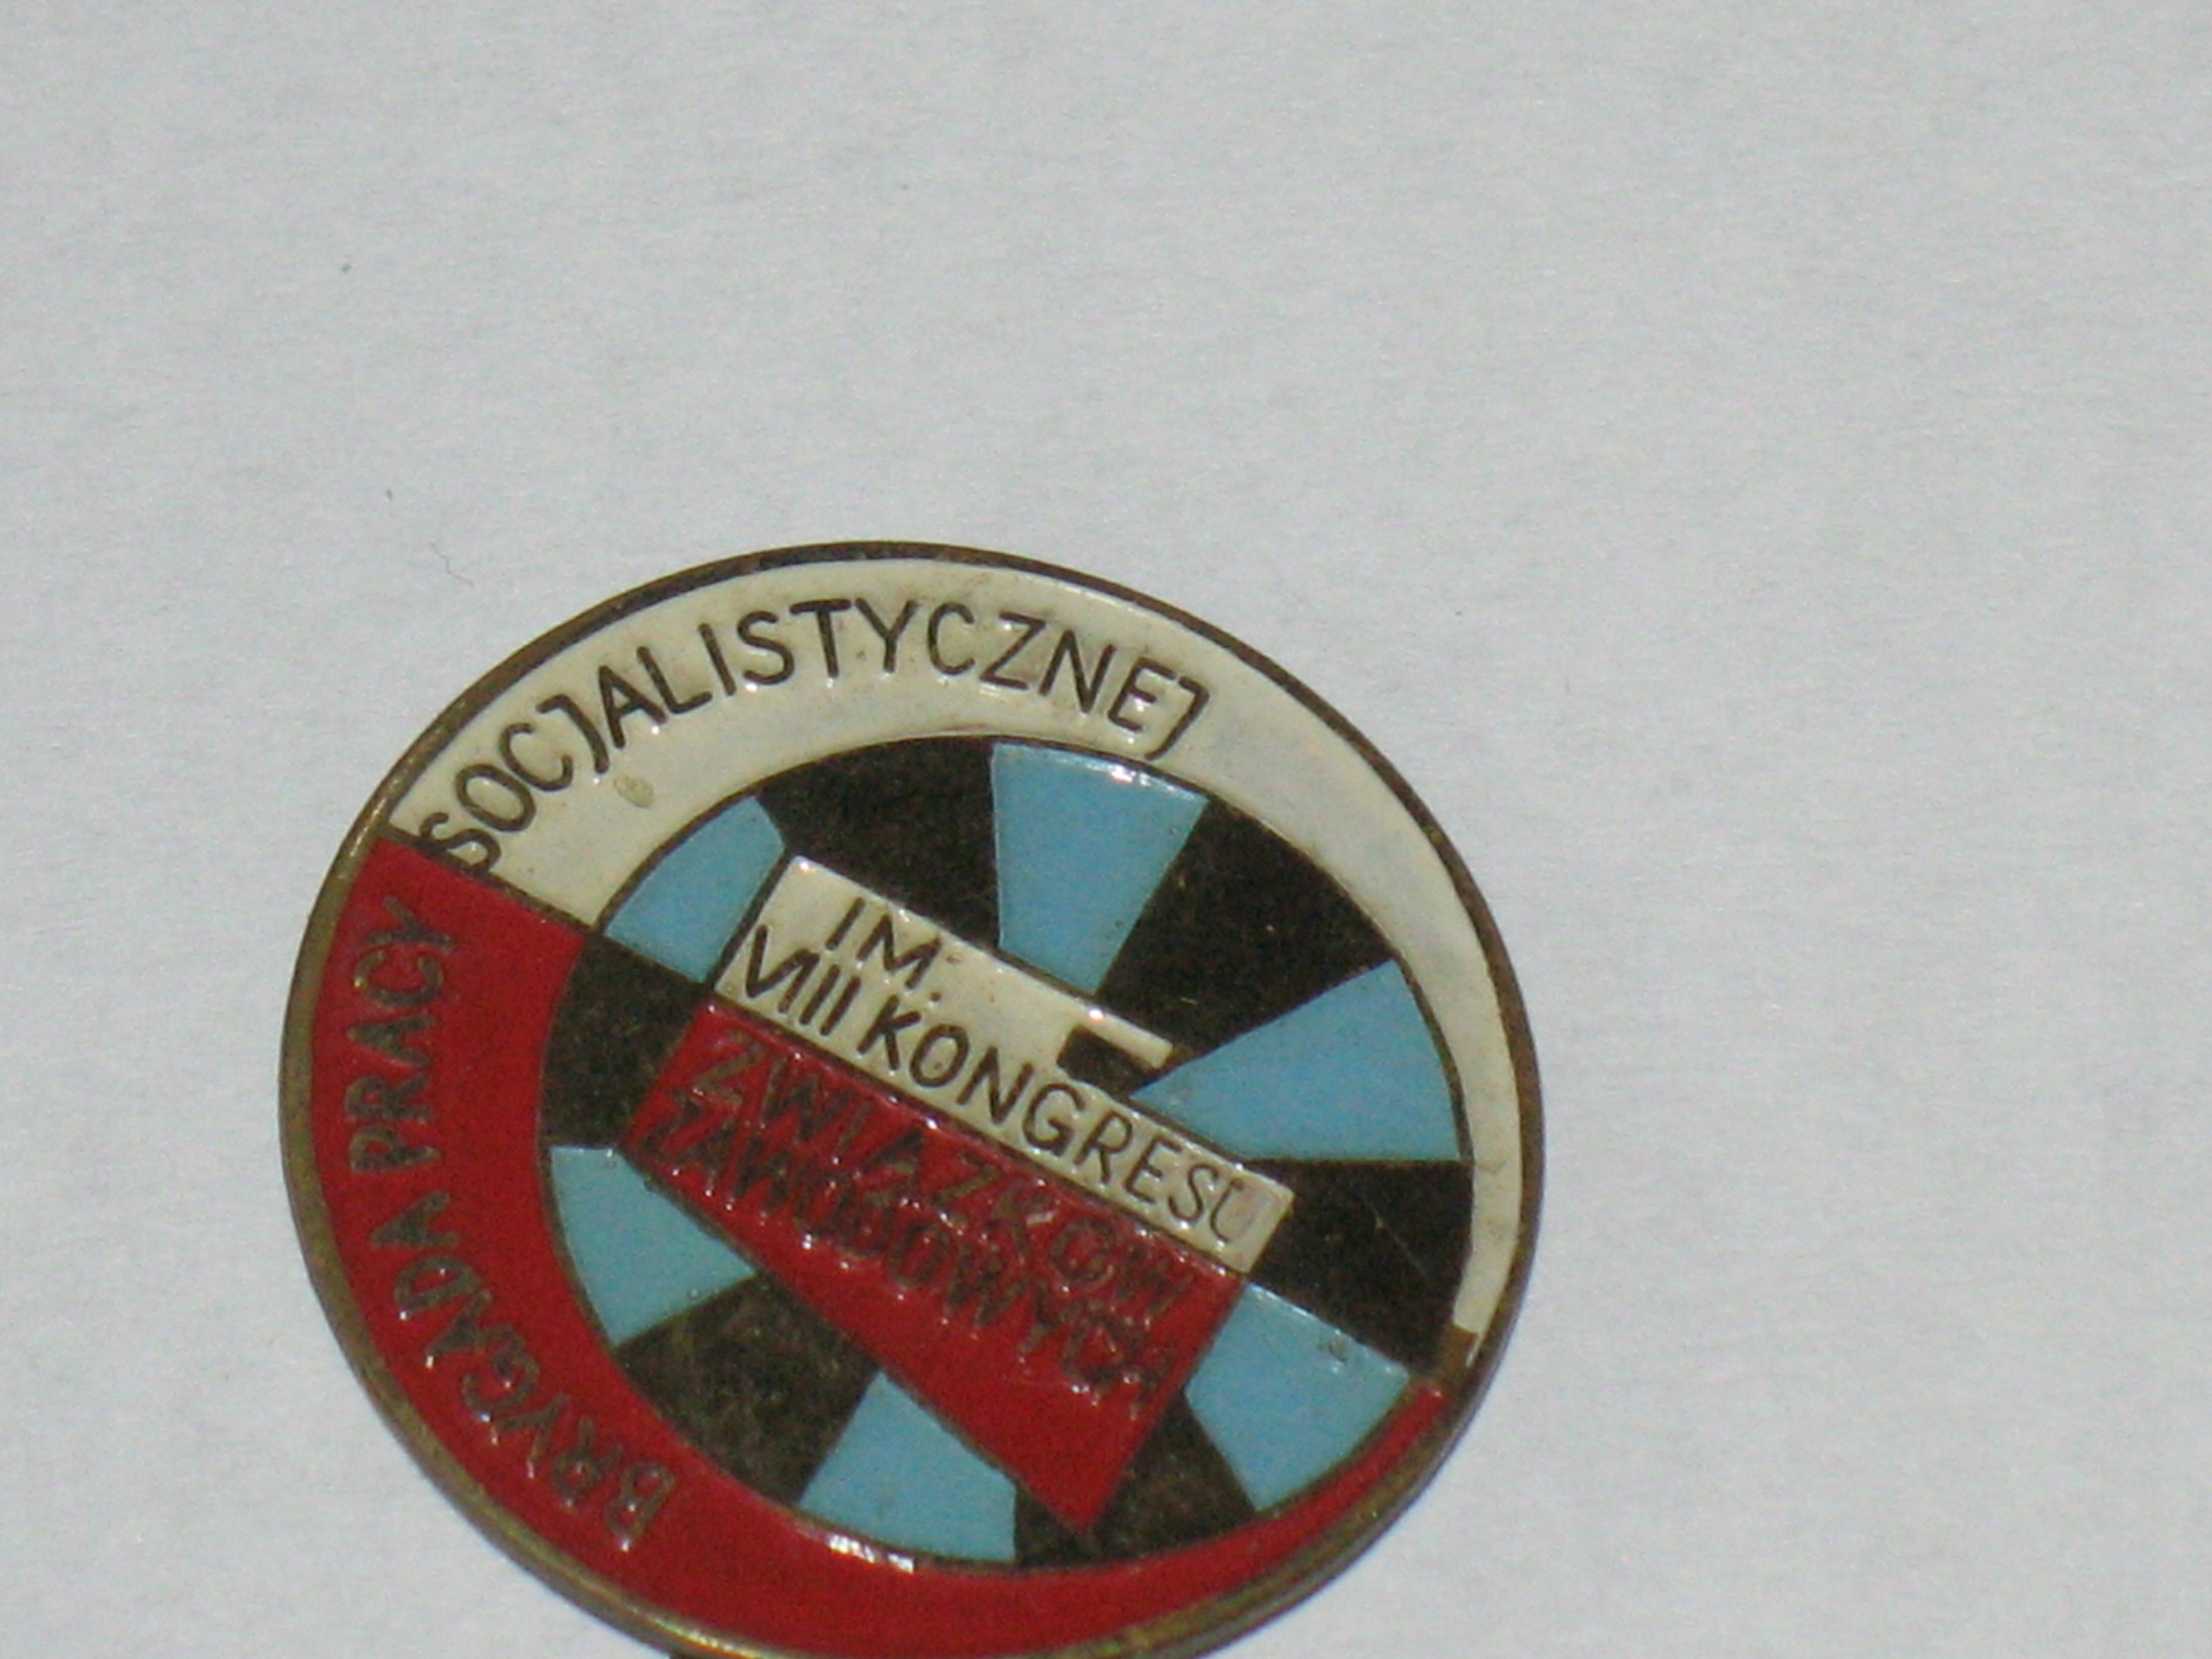 BRYGADA PRACY
SOCJALISTYCZNEJ
IM.
VIII KONGRESU
ZWIĄZKÓW
ZAWODOWYCH